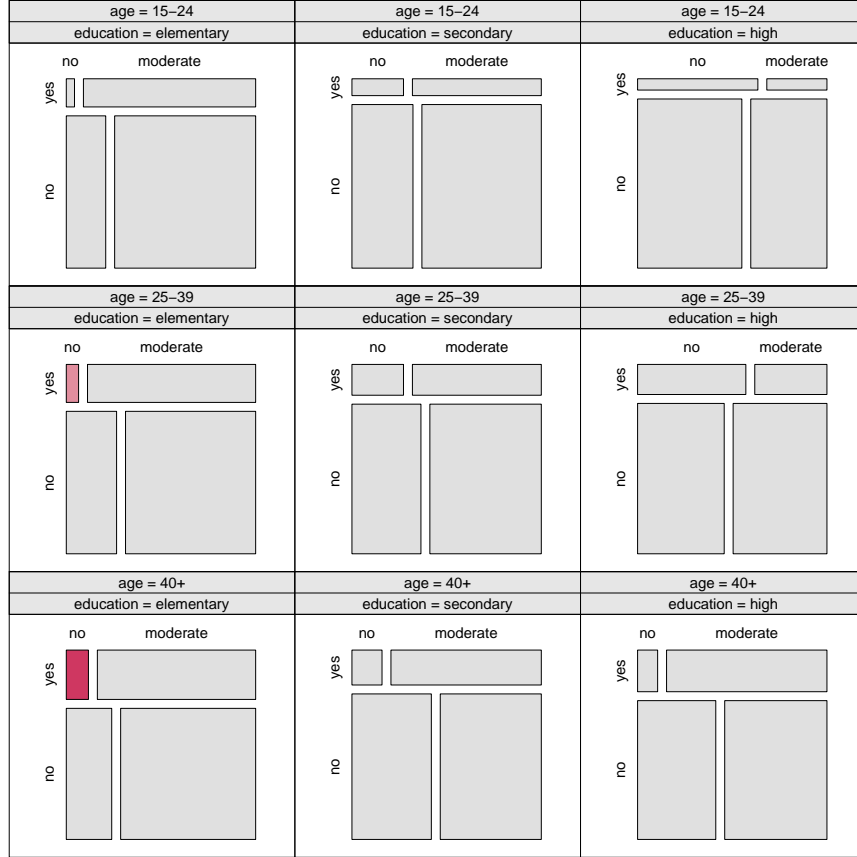 age = 15−24
age = 15−24
age = 15−24
education = elementary
education = secondary
education = high
no moderate
no moderate
no moderate
yes
yes
yes
no
no
no
age = 25−39
age = 25−39
age = 25−39
education = elementary
education = secondary
education = high
no moderate
no moderate
no moderate
yes
yes
yes
no
no
no
age = 40+
age = 40+
age = 40+
education = elementary
education = secondary
education = high
no moderate
no moderate
no moderate
yes
yes
yes
no
no
no